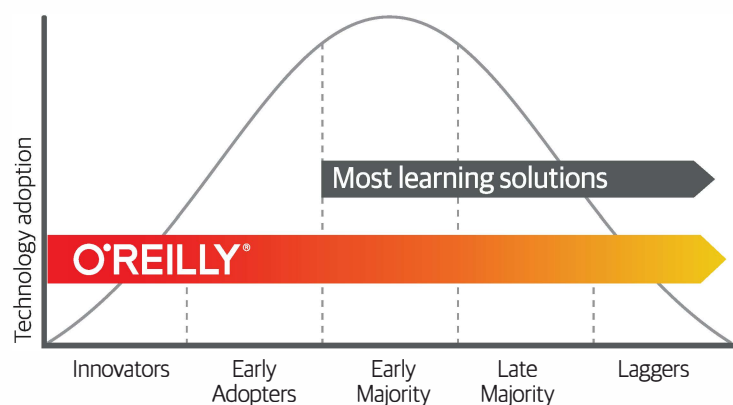 Technology adoption
Most learning solutions
O'REILLY®
Innovators
Early
Adopters
Early
Majority
Late
Majority
Laggers